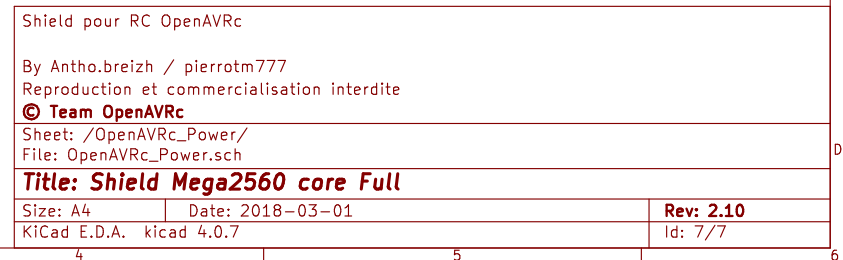 Shield pour RC OpenAVRc
By Antho.breizh / pierrotm777
Reproduction et commercialisation interdite
© Team OpenAVRc
Sheet: /OpenAVRc_Power/
File: OpenAVRc_Power.sch
D
Title: Shield Mega2560 core Full
Size: A4 Date: 2018-03-01 Rev: 2.10
KiCad E.D.A. kicad 4.0.7 Id: 7/7
4 5 6